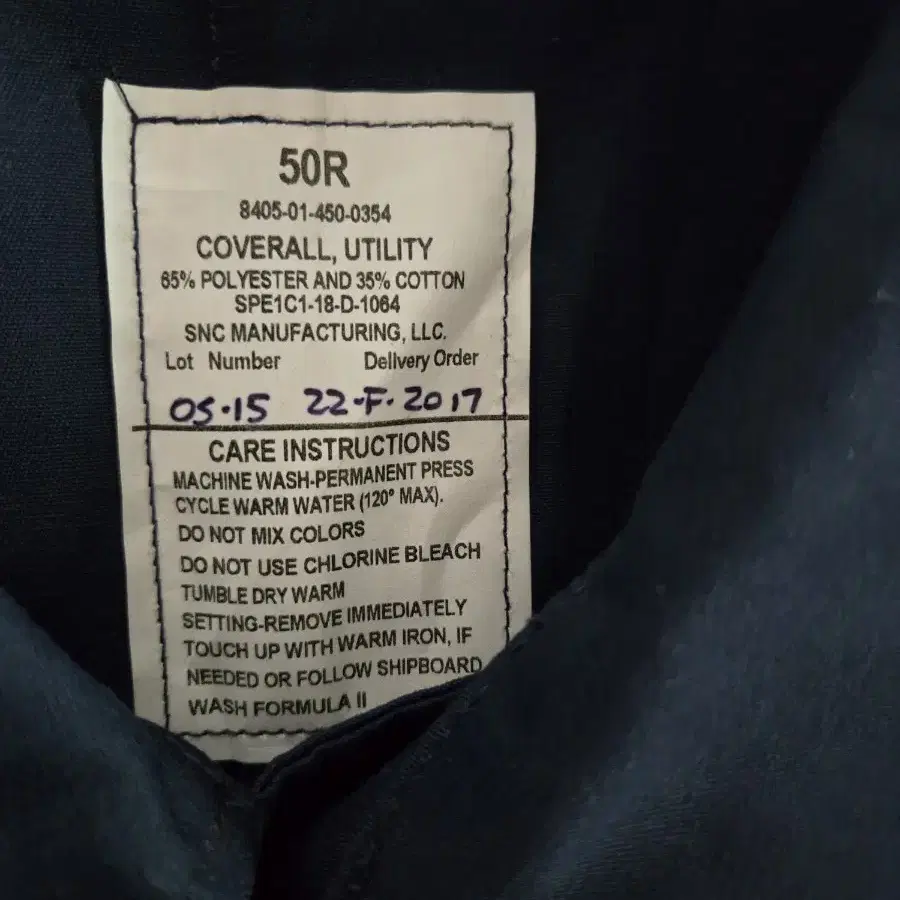 50R
8405-01-450-0354
COVERALL, UTILITY
65% POLYESTER AND 35% COTTON
SPE1C1-18-D-1064
SNC MANUFACTURING, LLC.
Lot Number Delivery Order
05-15 22-F-2017
CARE INSTRUCTIONS
MACHINE WASH-PERMANENT PRESS
CYCLE WARM WATER (120° MAX).
DO NOT MIX COLORS
DO NOT USE CHLORINE BLEACH
TUMBLE DRY WARM
SETTING-REMOVE IMMEDIATELY
TOUCH UP WITH WARM IRON, IF
NEEDED OR FOLLOW SHIPBOARD
WASH FORMULA II